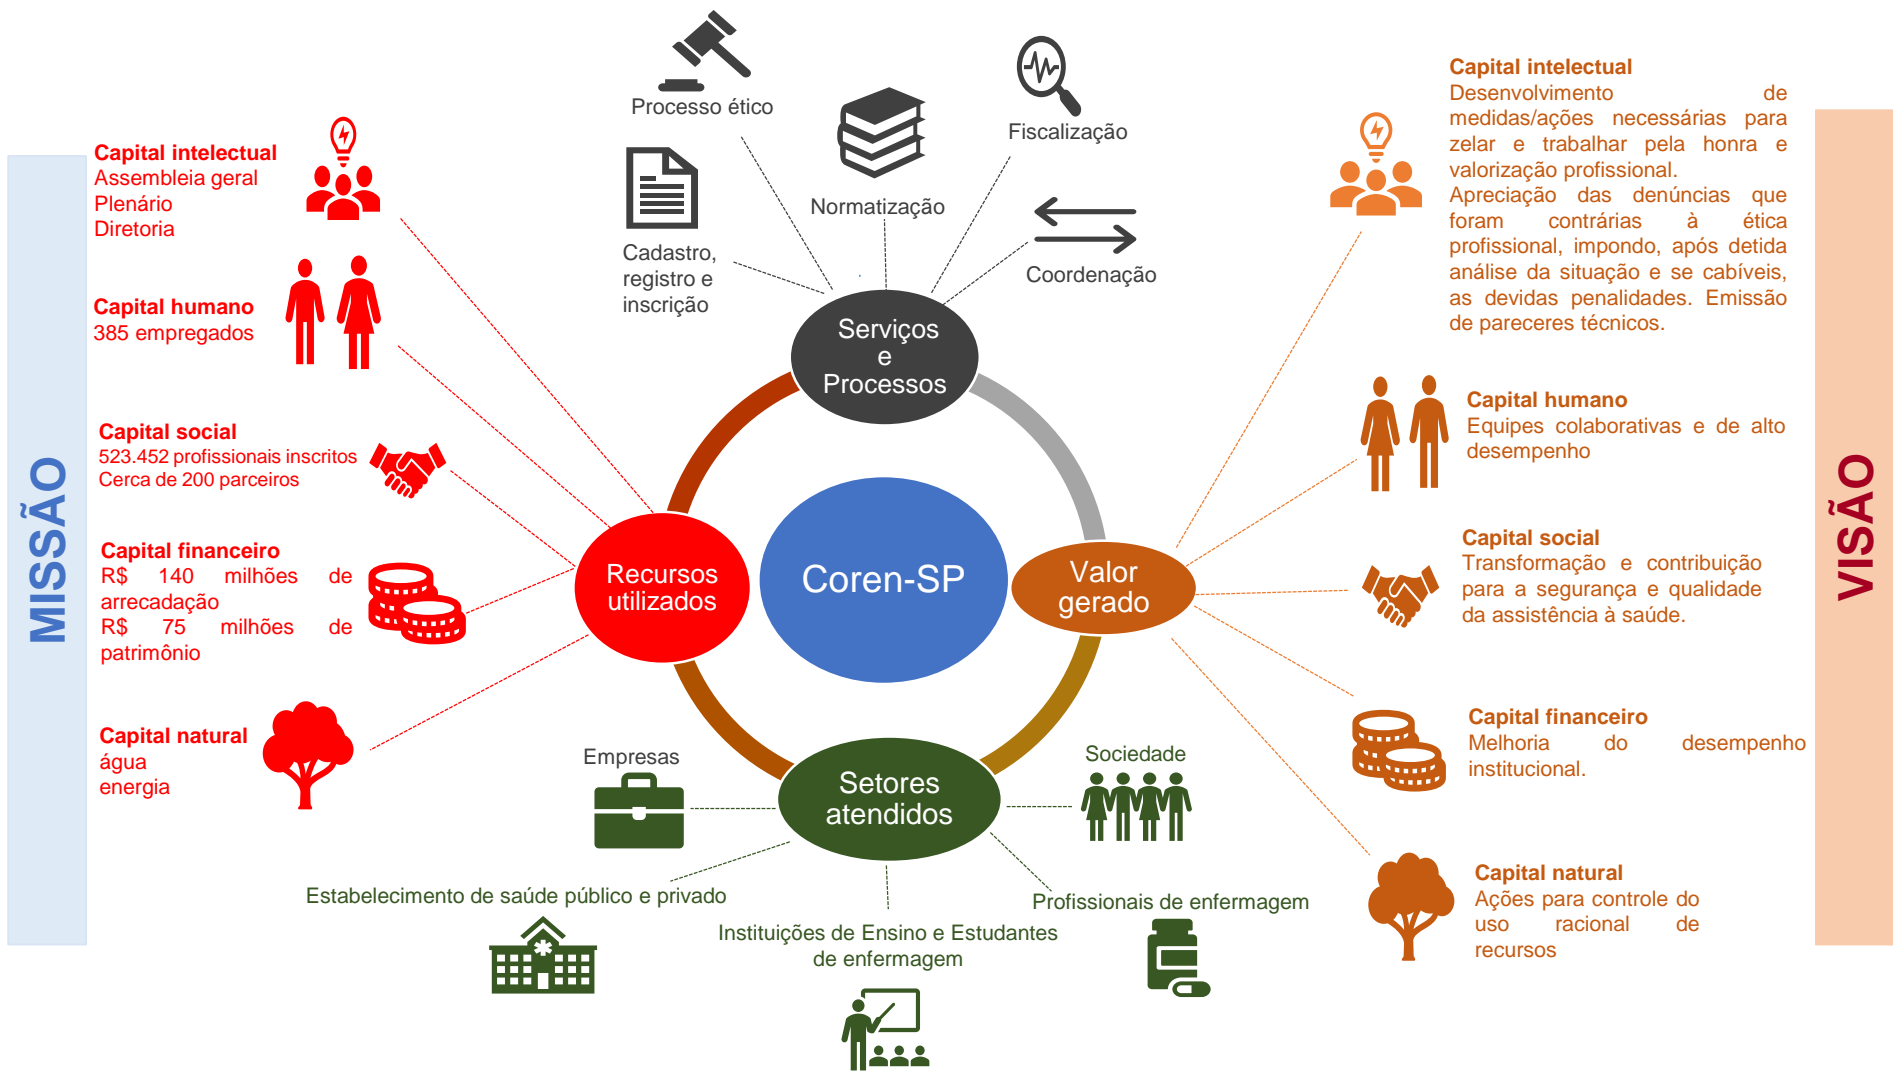 MISSÃO
Capital intelectual
Assembleia geral
Plenário
Diretoria
Capital humano
385 empregados
Capital social
523.452 profissionais inscritos
Cerca de 200 parceiros
Capital financeiro
R$ 140 milhões de
arrecadação
R$ 75 milhões de
patrimônio
Capital natural
água
energia
Processo ético
Cadastro,
registro e
inscrição
Normatização
Fiscalização
Coordenação
Serviços
e
Processos
Recursos
utilizados
Coren-SP
Valor
gerado
Setores
atendidos
Empresas
Sociedade
Estabelecimento de saúde público e privado
Instituições de Ensino e Estudantes
de enfermagem
Profissionais de enfermagem
Capital intelectual
Desenvolvimento de
medidas/ações necessárias para
zelar e trabalhar pela honra e
valorização profissional.
Apreciação das denúncias que
foram contrárias à ética
profissional, impondo, após detida
análise da situação e se cabíveis,
as devidas penalidades. Emissão
de pareceres técnicos.
Capital humano
Equipes colaborativas e de alto
desempenho
Capital social
Transformação e contribuição
para a segurança e qualidade
da assistência à saúde.
Capital financeiro
Melhoria do desempenho
institucional.
Capital natural
Ações para controle do
uso racional de
recursos
VISÃO